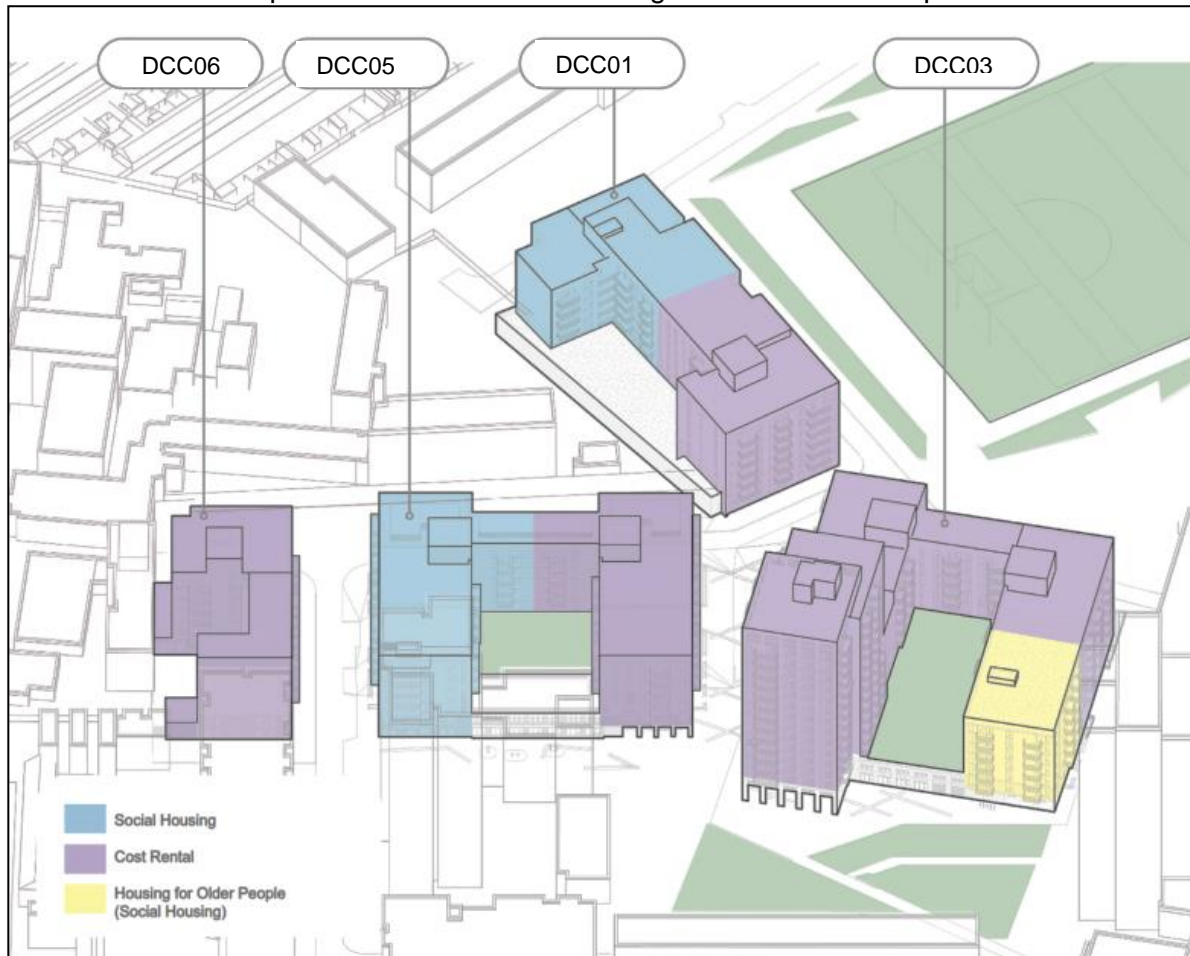 DCC06
DCC05
DCC01
DCC03
Social Housing
Cost Rental
Housing for Older People
(Social Housing)